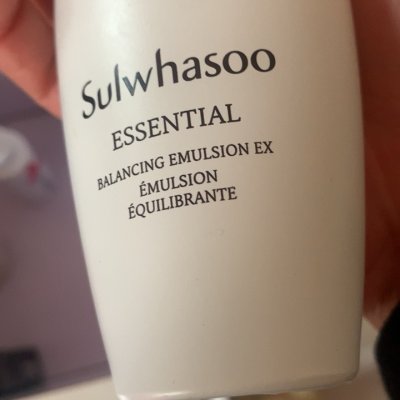 Sulwhasoo
ESSENTIAL
BALANCING EMULSION EX
ÉMULSION
ÉQUILIBRANTE